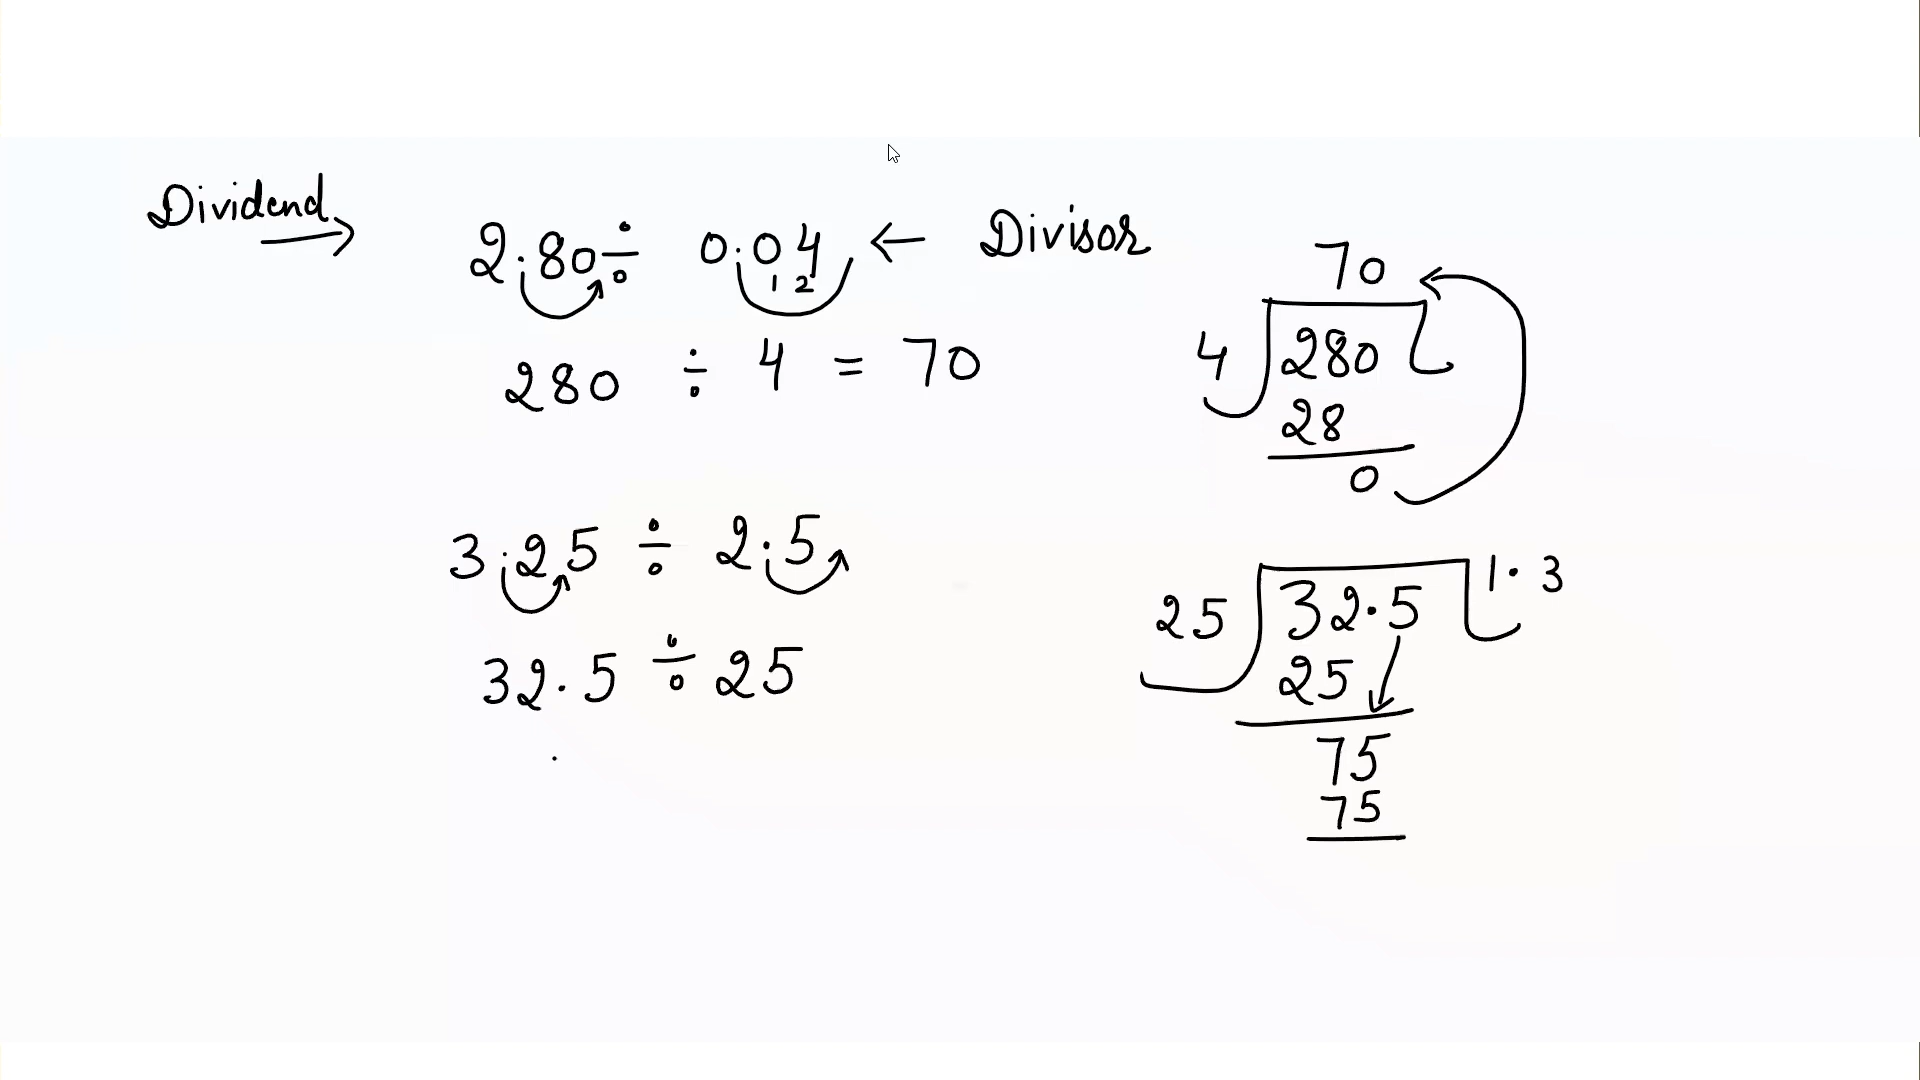 Dividend
2.80 ÷ 0.04 ← Divisor
1 2
280 ÷ 4 = 70
70
4 280
28
0
3.25 ÷ 2.5
32.5 ÷ 25
25 32.5 1.3
25
75
75